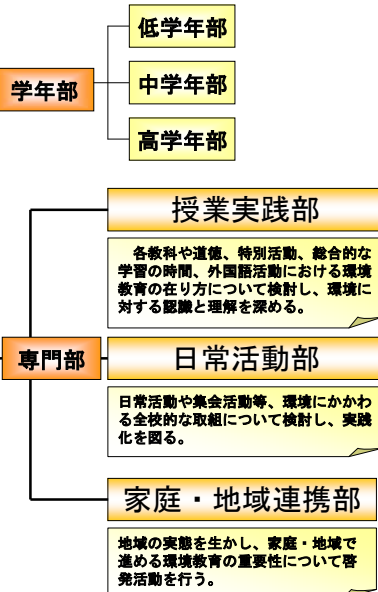 低学年部
学年部
中学年部
高学年部
授業実践部
各教科や道徳、特別活動、総合的な
学習の時間、外国語活動における環境
教育の在り方について検討し、環境に
対する認識と理解を深める。
専門部
日常活動部
日常活動や集会活動等、環境にかかわ
る全校的な取組について検討し、実践
化を図る。
家庭・地域連携部
地域の実態を生かし、家庭・地域で
進める環境教育の重要性について啓
発活動を行う。